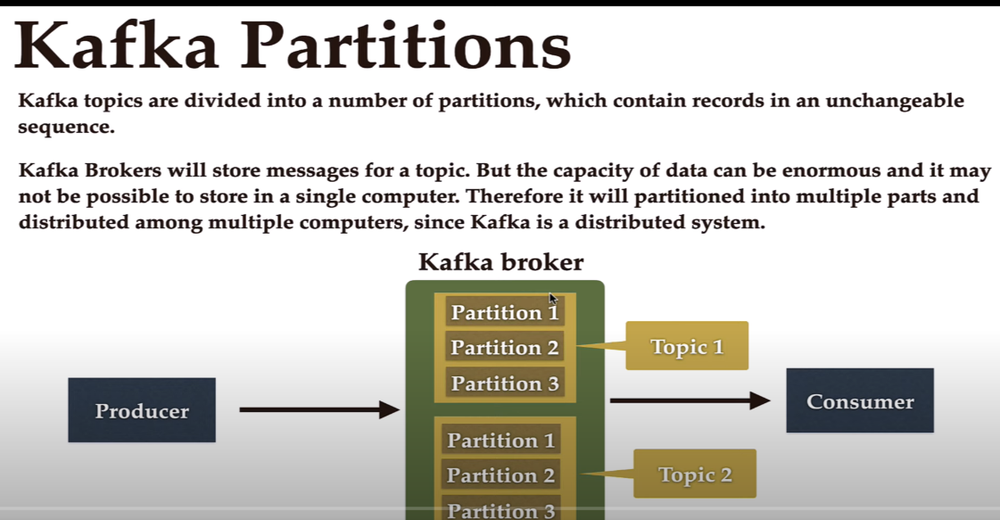 Kafka Partitions
Kafka topics are divided into a number of partitions, which contain records in an unchangeable
sequence.
Kafka Brokers will store messages for a topic. But the capacity of data can be enormous and it may
not be possible to store in a single computer. Therefore it will partitioned into multiple parts and
distributed among multiple computers, since Kafka is a distributed system.
Kafka broker
Partition 1
Partition 2
Partition 3
Topic 1
Producer
Consumer
Partition 1
Partition 2
Partition 3
Topic 2